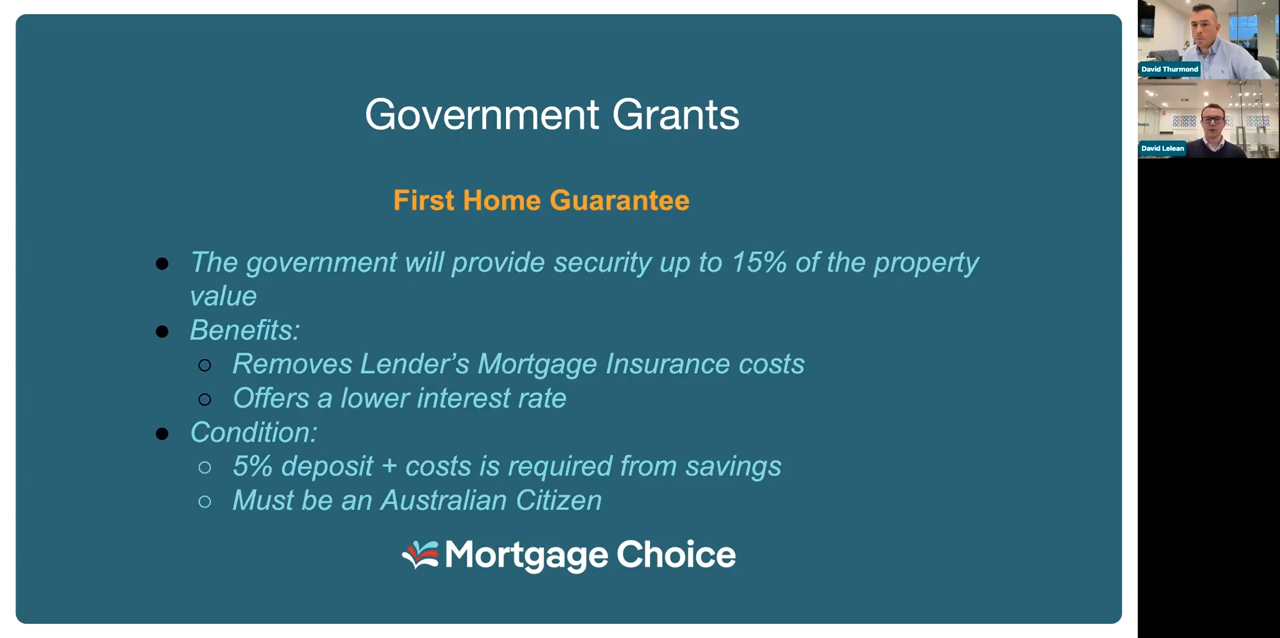 Government Grants
First Home Guarantee
● The government will provide security up to 15% of the property
value
● Benefits:
○ Removes Lender’s Mortgage Insurance costs
○ Offers a lower interest rate
● Condition:
○ 5% deposit + costs is required from savings
○ Must be an Australian Citizen
Mortgage Choice
David Thurmond
David Lelean